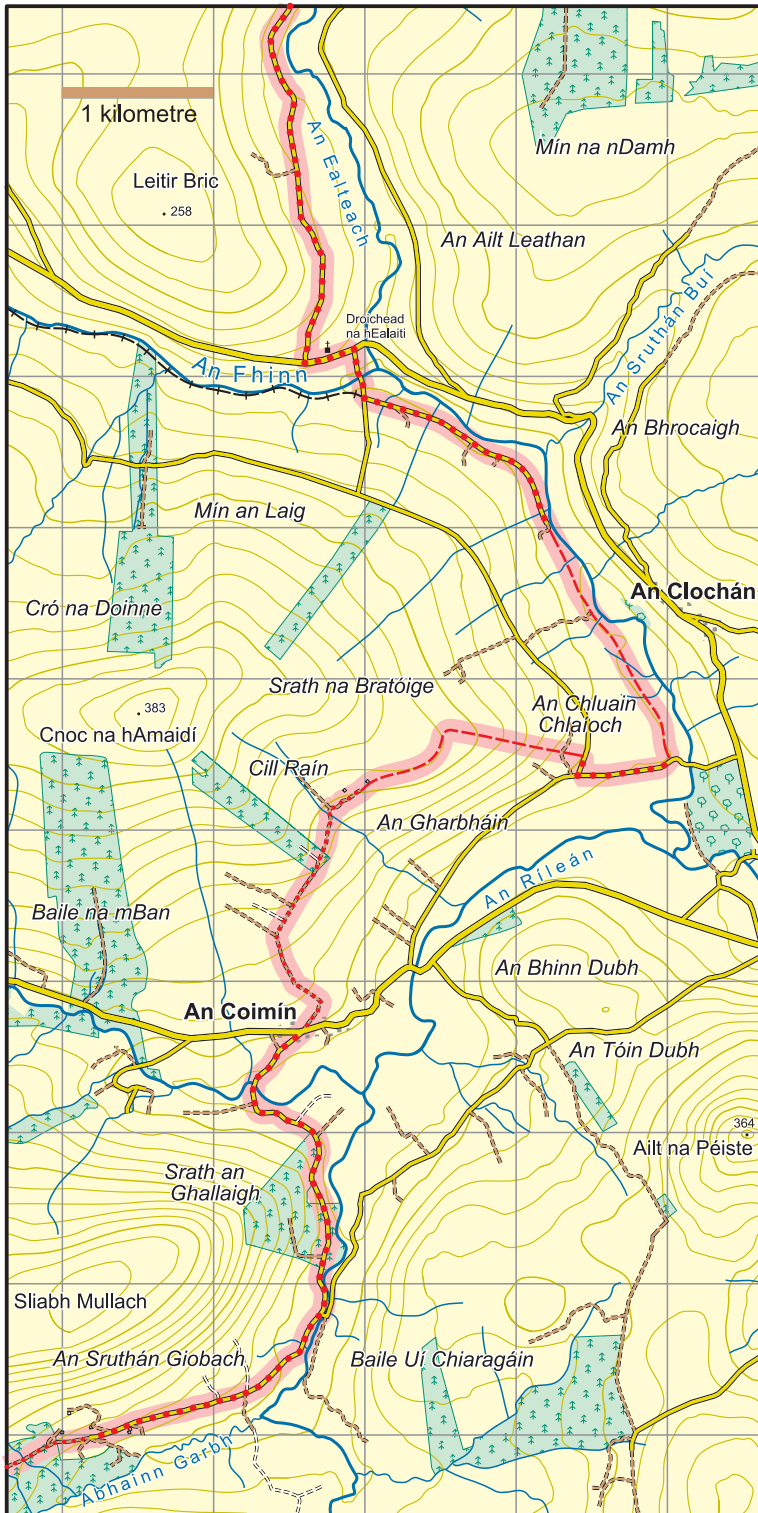 1 kilometre
An Ealteach
Mín na nDamh
Leitir Bric
258
An Ailt Leathan
An Sruthán Buí
Droichead
na hEalaiti
An Fhinn
An Bhrocaigh
Mín an Laig
An Clochán
Cró na Doinne
Srath na Bratóige
An Chluain
Chlaíoch
383
Cnoc na hAmaidí
Cill Raín
An Gharbháin
An Ríleán
Baile na mBan
An Bhinn Dubh
An Coimín
An Tóin Dubh
364
Ailt na Péiste
Srath an
Ghallaigh
Sliabh Mullach
An Sruthán Giobach
Baile Uí Chiaragáin
Abhainn Garbh